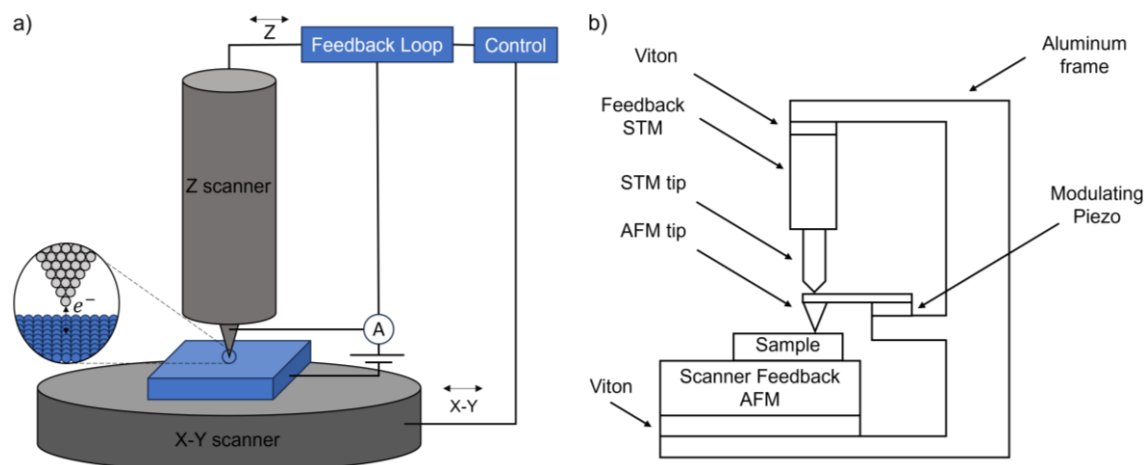 a)
Z
Feedback Loop
Control
Z scanner
e⁻
A
X-Y
X-Y scanner
b)
Viton
Aluminum
frame
Feedback
STM
STM tip
Modulating
Piezo
AFM tip
Sample
Scanner Feedback
AFM
Viton